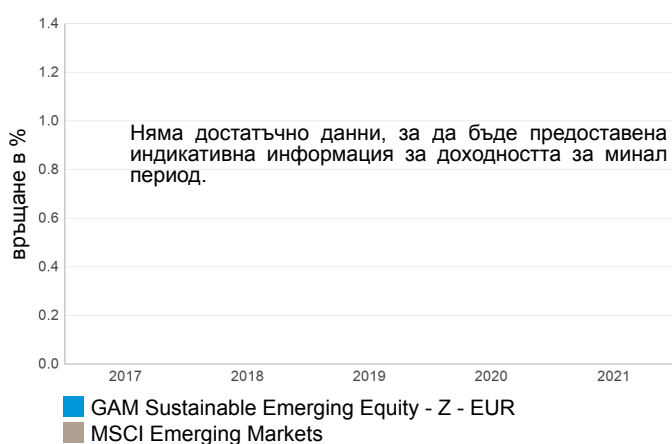 1.4
1.2
1.0
0.8
0.6
0.4
0.2
0.0
връщане в %
Няма достатъчно данни, за да бъде предоставена
индикативна информация за доходността за минал
период.
2017 2018 2019 2020 2021
GAM Sustainable Emerging Equity - Z - EUR
MSCI Emerging Markets